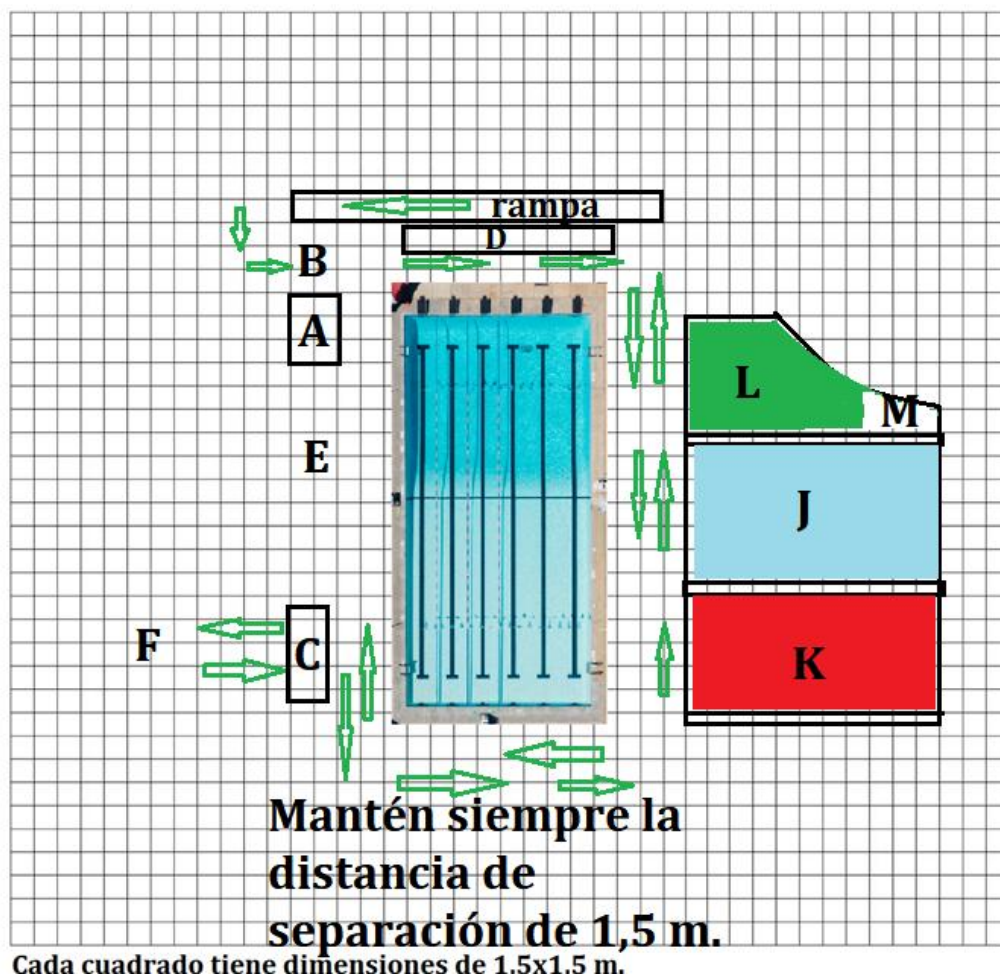 rampa
D
B
A
L
M
E
J
F
C
K
Mantén siempre la
distancia de
separación de 1,5 m.
Cada cuadrado tiene dimensiones de 1.5x1.5 m.